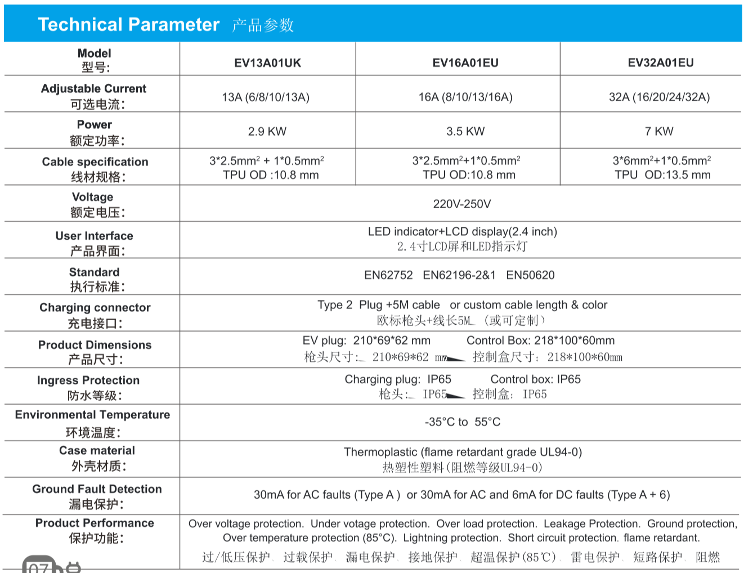 Technical Parameter 产品参数
Model
型号:
EV13A01UK EV16A01EU EV32A01EU
Adjustable Current
可选电流:
13A (6/8/10/13A) 16A (8/10/13/16A) 32A (16/20/24/32A)
Power
额定功率:
2.9 KW 3.5 KW 7 KW
Cable specification
线材规格:
3*2.5mm² + 1*0.5mm² 3*2.5mm²+1*0.5mm² 3*6mm²+1*0.5mm²
TPU OD :10.8 mm TPU OD:10.8 mm TPU OD:13.5 mm
Voltage
额定电压:
220V-250V
User Interface
产品界面:
LED indicator+LCD display(2.4 inch)
2.4寸LCD屏和LED指示灯
Standard
执行标准:
EN62752 EN62196-2&1 EN50620
Charging connector
充电接口:
Type 2 Plug +5M cable or custom cable length & color
欧标枪头+线长5M_ (或可定制)
Product Dimensions
产品尺寸:
EV plug: 210*69*62 mm Control Box: 218*100*60mm
枪头尺寸:_ 210*69*62 mm 控制盒尺寸: 218*100*60mm
Ingress Protection
防水等级:
Charging plug: IP65 Control box: IP65
枪头:_ IP65 控制盒: IP65
Environmental Temperature
环境温度:
-35°C to 55°C
Case material
外壳材质:
Thermoplastic (flame retardant grade UL94-0)
热塑性塑料(阻燃等级UL94-0)
Ground Fault Detection
漏电保护:
30mA for AC faults (Type A ) or 30mA for AC and 6mA for DC faults (Type A + 6)
Product Performance
保护功能:
Over voltage protection. Under votage protection. Over load protection. Leakage Protection. Ground protection,
Over temperature protection (85°C). Lightning protection. Short circuit protection. flame retardant.
过/低压保护. 过载保护. 漏电保护. 接地保护. 超温保护(85℃). 雷电保护. 短路保护. 阻燃
07